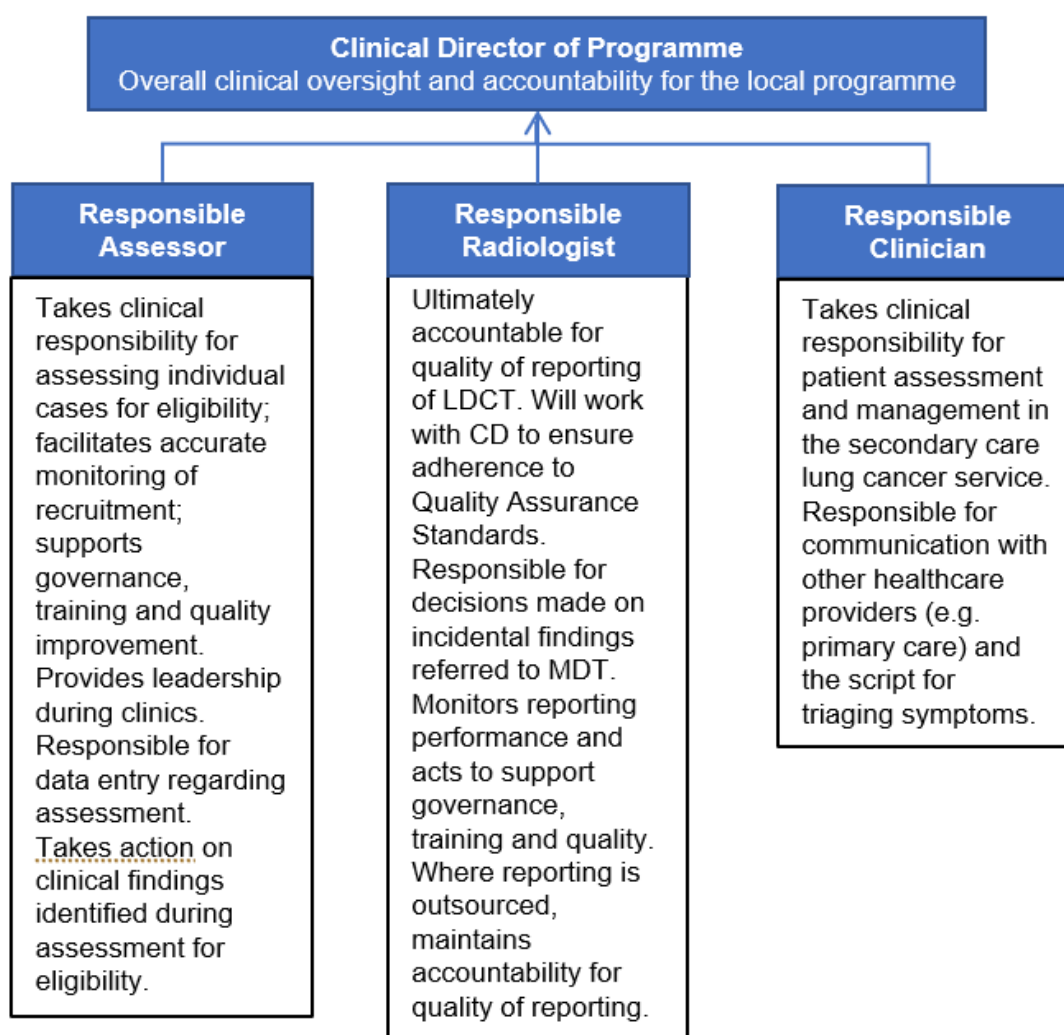 Clinical Director of Programme
Overall clinical oversight and accountability for the local programme
Responsible
Assessor
Takes clinical
responsibility for
assessing individual
cases for eligibility;
facilitates accurate
monitoring of
recruitment;
supports
governance,
training and quality
improvement.
Provides leadership
during clinics.
Responsible for
data entry regarding
assessment.
Takes action on
clinical findings
identified during
assessment for
eligibility.
Responsible
Radiologist
Ultimately
accountable for
quality of reporting
of LDCT. Will work
with CD to ensure
adherence to
Quality Assurance
Standards.
Responsible for
decisions made on
incidental findings
referred to MDT.
Monitors reporting
performance and
acts to support
governance,
training and quality.
Where reporting is
outsourced,
maintains
accountability for
quality of reporting.
Responsible
Clinician
Takes clinical
responsibility for
patient assessment
and management in
the secondary care
lung cancer service.
Responsible for
communication with
other healthcare
providers (e.g.
primary care) and
the script for
triaging symptoms.